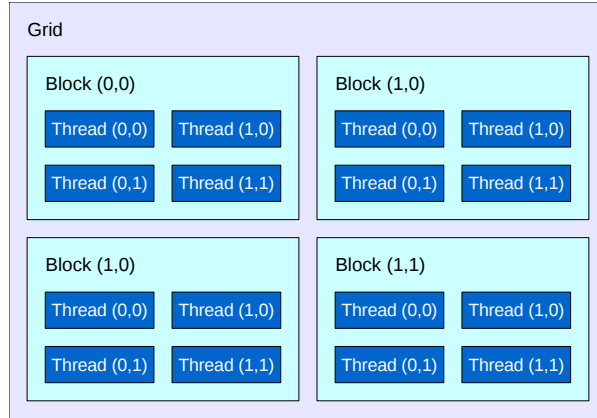 Grid
Block (0,0)
Thread (0,0) Thread (1,0)
Thread (0,1) Thread (1,1)
Block (1,0)
Thread (0,0) Thread (1,0)
Thread (0,1) Thread (1,1)
Block (1,0)
Thread (0,0) Thread (1,0)
Thread (0,1) Thread (1,1)
Block (1,1)
Thread (0,0) Thread (1,0)
Thread (0,1) Thread (1,1)